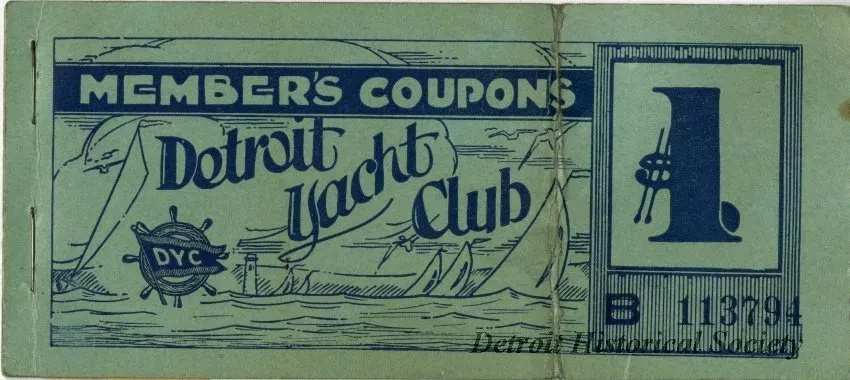 MEMBER'S COUPONS
Detroit
Yacht
Club
DYC
$1
B 113794
Detroit Historical Society